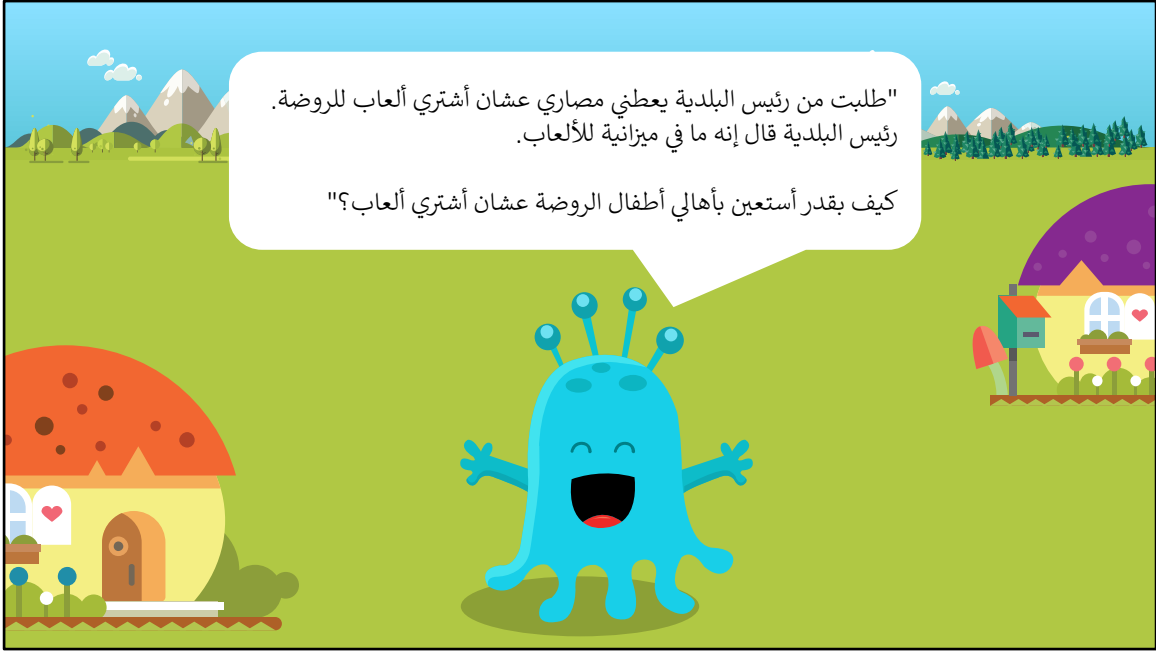 "طلبت من رئيس البلدية يعطني مصاري عشان أشتري ألعاب للروضة.
رئيس البلدية قال إنه ما في ميزانية للألعاب.
كيف بقدر أستعين بأهالي أطفال الروضة عشان أشتري ألعاب؟"